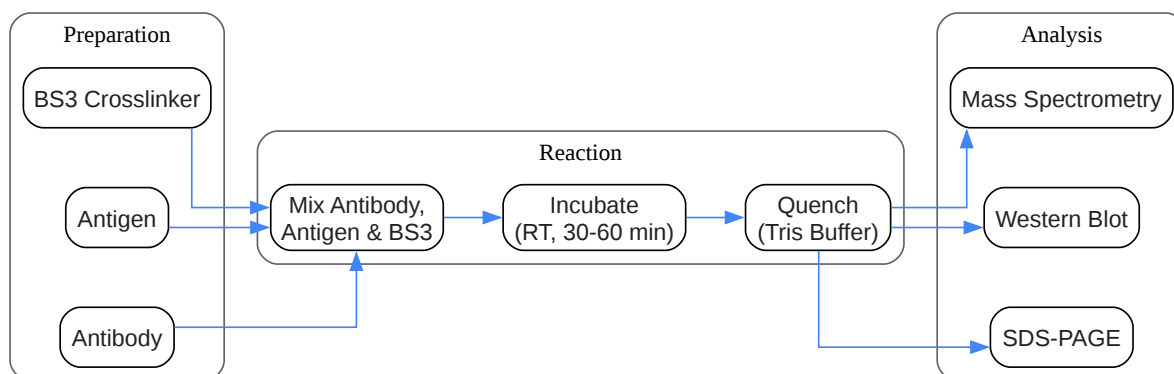 Preparation
BS3 Crosslinker
Antigen
Antibody
Reaction
Mix Antibody,
Antigen & BS3
Incubate
(RT, 30-60 min)
Quench
(Tris Buffer)
Analysis
Mass Spectrometry
Western Blot
SDS-PAGE